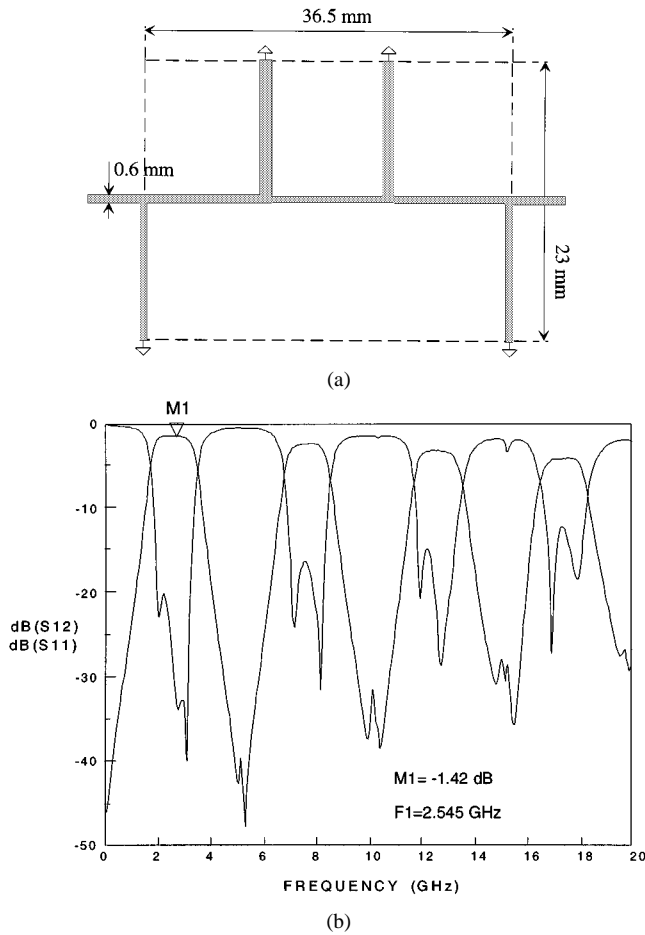 36.5 mm
0.6 mm
23 mm
(a)
M1
0
-10
-20
dB(S12)
dB(S11)
-30
-40
-50
M1= -1.42 dB
F1=2.545 GHz
0 2 4 6 8 10 12 14 16 18 20
FREQUENCY (GHz)
(b)